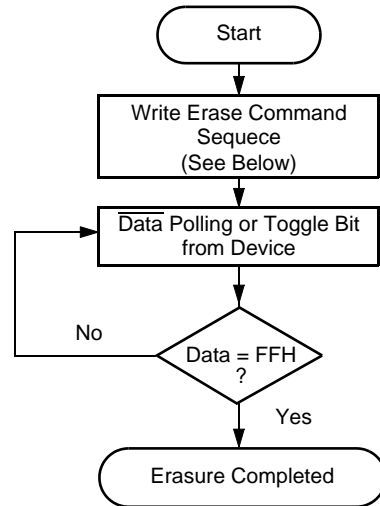 Start
Write Erase Command
Sequece
(See Below)
D̅a̅t̅a̅ Polling or Toggle Bit
from Device
No
Data = FFH
?
Yes
Erasure Completed